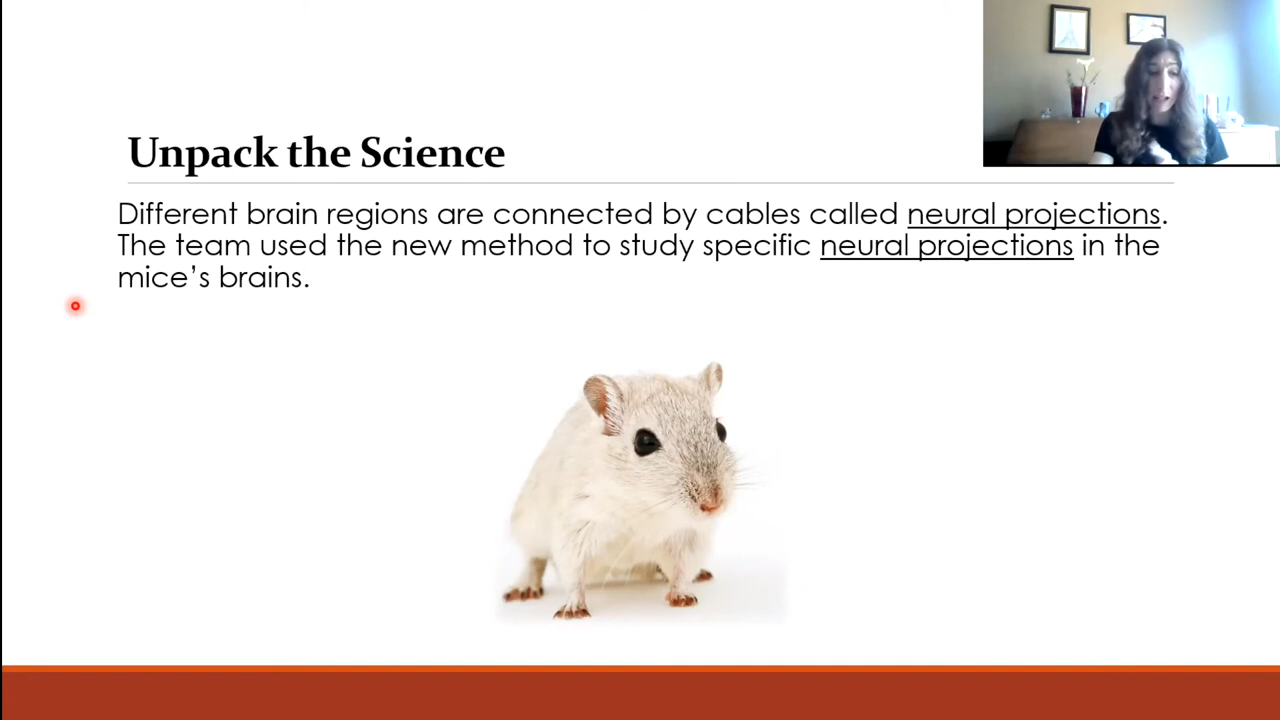 Unpack the Science
Different brain regions are connected by cables called neural projections.
The team used the new method to study specific neural projections in the
mice’s brains.